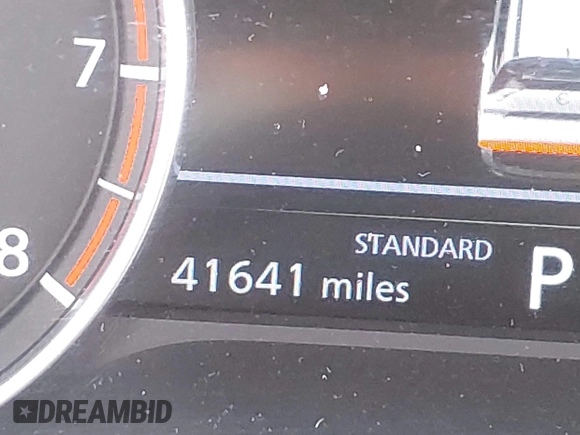 7
8
STANDARD
41641 miles
P
DREAMBID